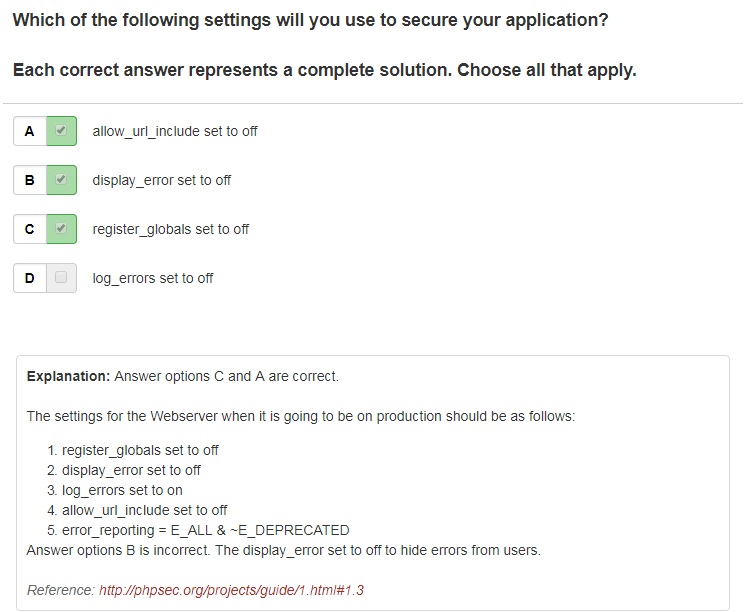 Which of the following settings will you use to secure your application?
Each correct answer represents a complete solution. Choose all that apply.
A allow_url_include set to off
B display_error set to off
C register_globals set to off
D log_errors set to off
Explanation: Answer options C and A are correct.
The settings for the Webserver when it is going to be on production should be as follows:
1. register_globals set to off
2. display_error set to off
3. log_errors set to on
4. allow_url_include set to off
5. error_reporting = E_ALL & ~E_DEPRECATED
Answer options B is incorrect. The display_error set to off to hide errors from users.
Reference: http://phpsec.org/projects/guide/1.html#1.3